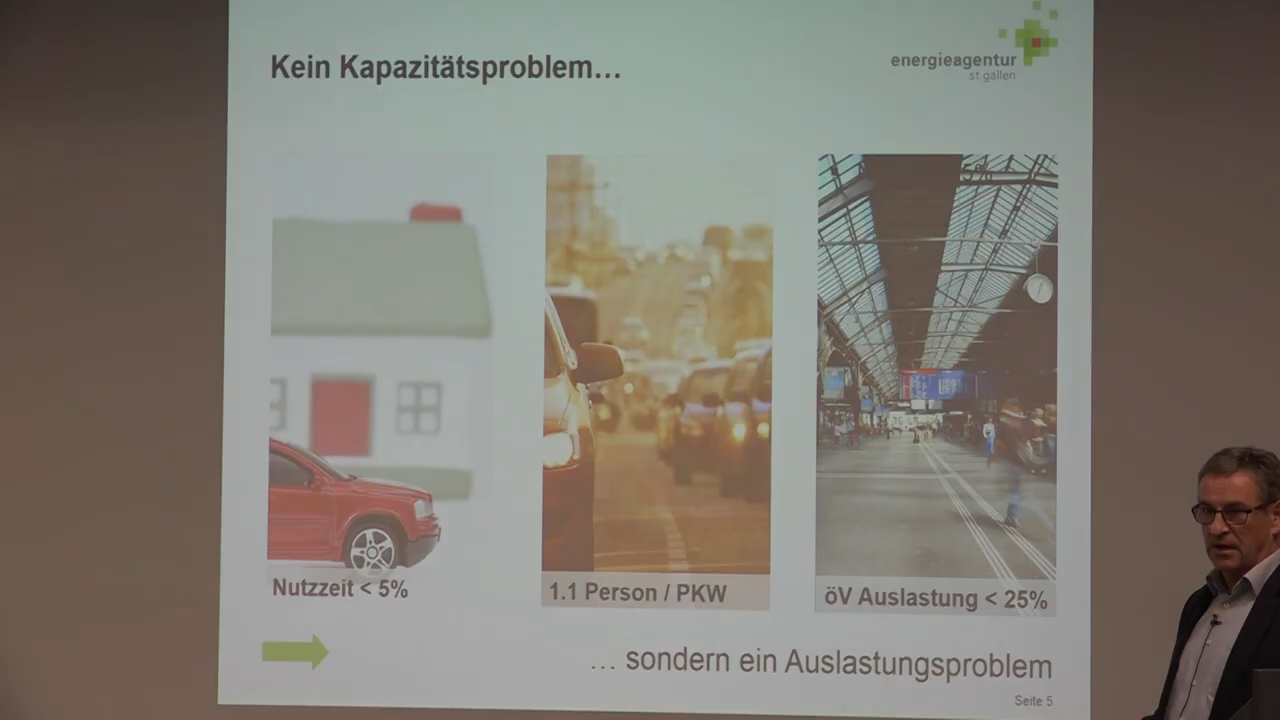 Kein Kapazitätsproblem…
energieagentur
st.gallen
5%
Nutzzeit < 5%
1.1 Person / PKW
öV Auslastung < 25%
… sondern ein Auslastungsproblem
Seite 5